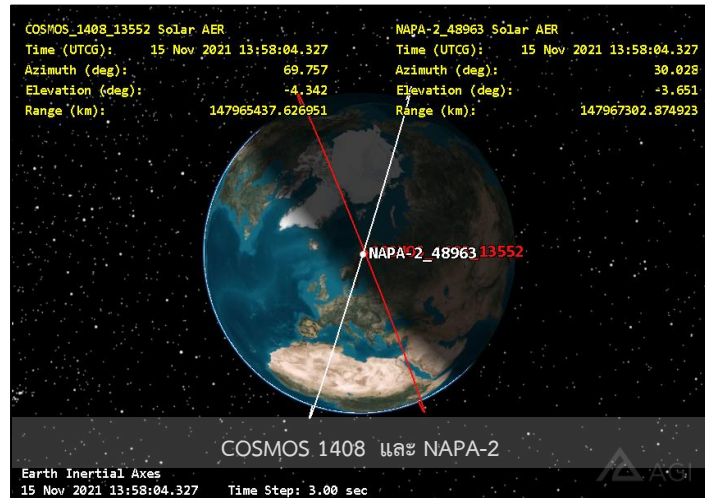 COSMOS_1408_13552 Solar AER
Time (UTCG): 15 Nov 2021 13:58:04.327
Azimuth (deg): 69.757
Elevation (deg): -4.342
Range (km): 147965437.626951
NAPA-2_48963 Solar AER
Time (UTCG): 15 Nov 2021 13:58:04.327
Azimuth (deg): 30.028
Elevation (deg): -3.651
Range (km): 147967302.874923
NAPA-2_48963
13552
COSMOS 1408 และ NAPA-2
AGI
Earth Inertial Axes
15 Nov 2021 13:58:04.327 Time Step: 3.00 sec